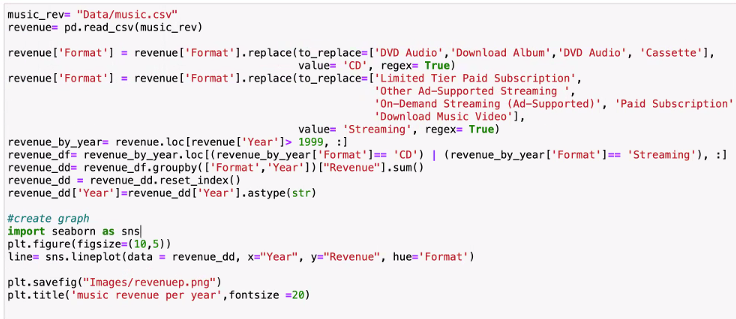 music_rev= "Data/music.csv"
revenue= pd.read_csv(music_rev)
revenue['Format'] = revenue['Format'].replace(to_replace=['DVD Audio','Download Album','DVD Audio', 'Cassette'],
value= 'CD', regex= True)
revenue['Format'] = revenue['Format'].replace(to_replace=['Limited Tier Paid Subscription',
'Other Ad-Supported Streaming ',
'On-Demand Streaming (Ad-Supported)', 'Paid Subscription'
'Download Music Video'],
value= 'Streaming', regex= True)
revenue_by_year= revenue.loc[revenue['Year']> 1999, :]
revenue_df= revenue_by_year.loc[(revenue_by_year['Format']== 'CD') | (revenue_by_year['Format']== 'Streaming'), :]
revenue_dd= revenue_df.groupby(['Format','Year'])["Revenue"].sum()
revenue_dd = revenue_dd.reset_index()
revenue_dd['Year']=revenue_dd['Year'].astype(str)
#create graph
import seaborn as sns
plt.figure(figsize=(10,5))
line= sns.lineplot(data = revenue_dd, x="Year", y="Revenue", hue='Format')
plt.savefig("Images/revenuep.png")
plt.title('music revenue per year',fontsize =20)